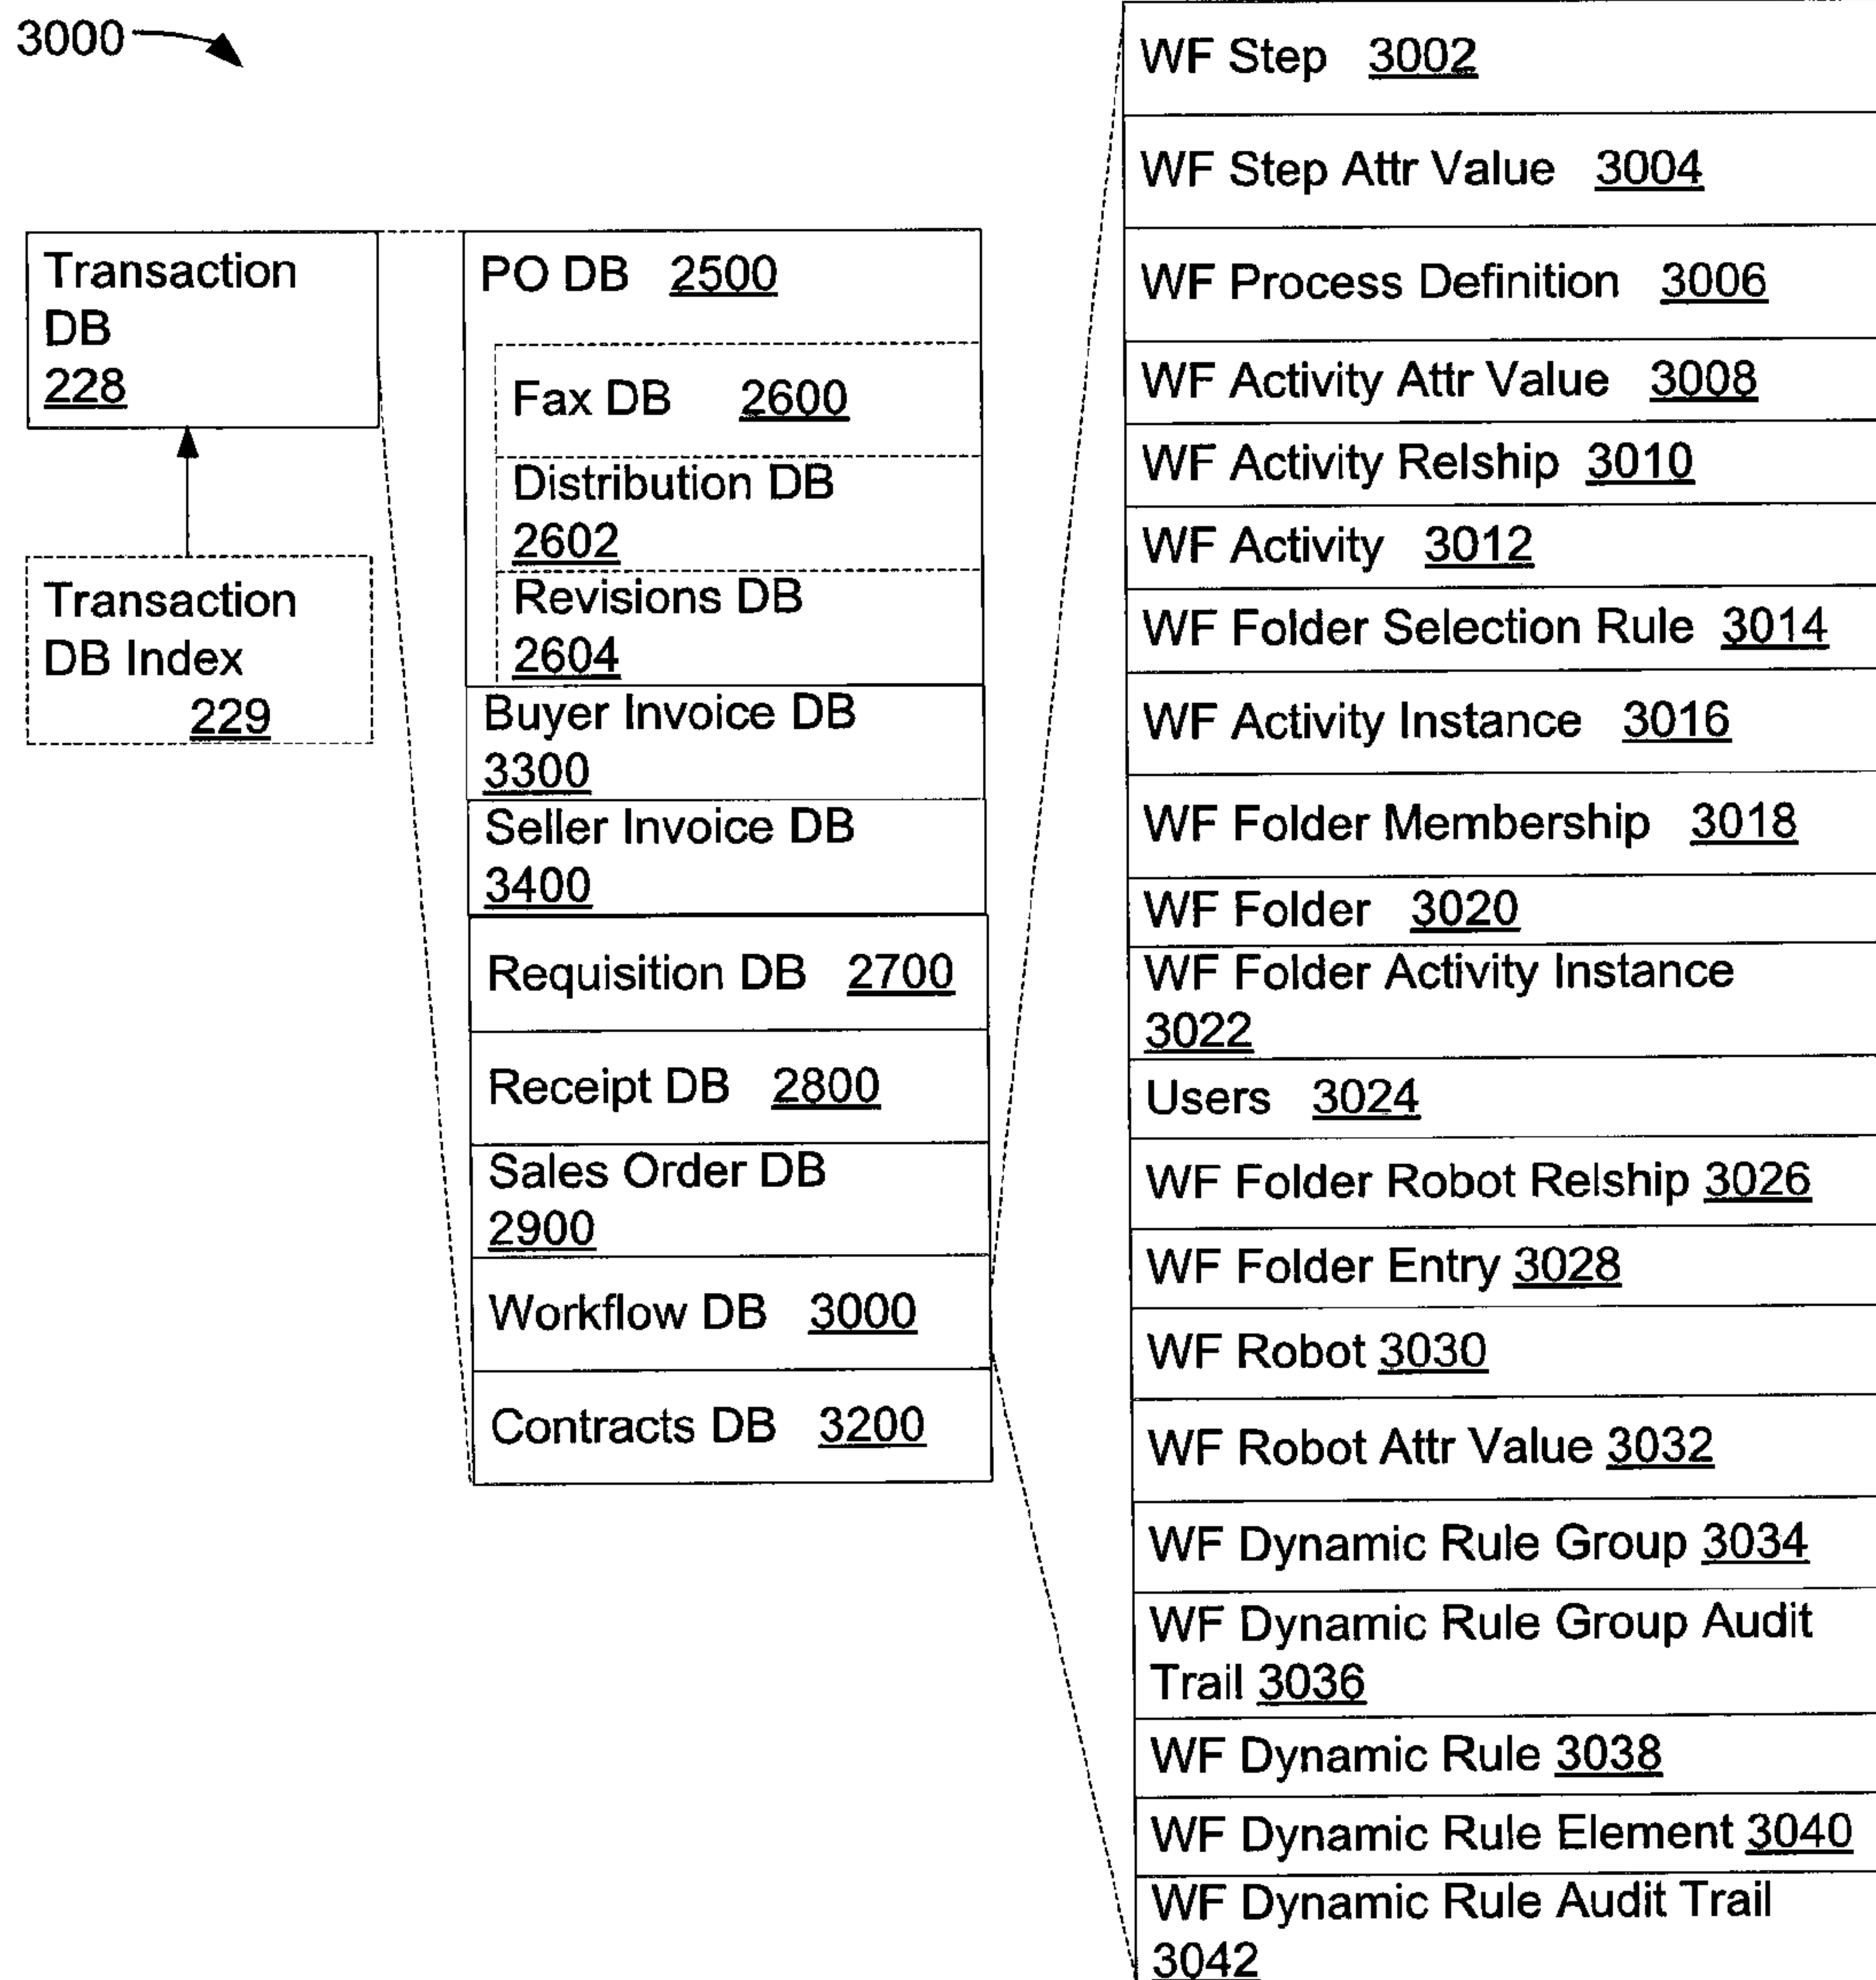 3000
Transaction
DB
228
Transaction
DB Index
229
PO DB 2500
Fax DB 2600
Distribution DB
2602
Revisions DB
2604
Buyer Invoice DB
3300
Seller Invoice DB
3400
Requisition DB 2700
Receipt DB 2800
Sales Order DB
2900
Workflow DB 3000
Contracts DB 3200
WF Step 3002
WF Step Attr Value 3004
WF Process Definition 3006
WF Activity Attr Value 3008
WF Activity Relship 3010
WF Activity 3012
WF Folder Selection Rule 3014
WF Activity Instance 3016
WF Folder Membership 3018
WF Folder 3020
WF Folder Activity Instance
3022
Users 3024
WF Folder Robot Relship 3026
WF Folder Entry 3028
WF Robot 3030
WF Robot Attr Value 3032
WF Dynamic Rule Group 3034
WF Dynamic Rule Group Audit
Trail 3036
WF Dynamic Rule 3038
WF Dynamic Rule Element 3040
WF Dynamic Rule Audit Trail
3042